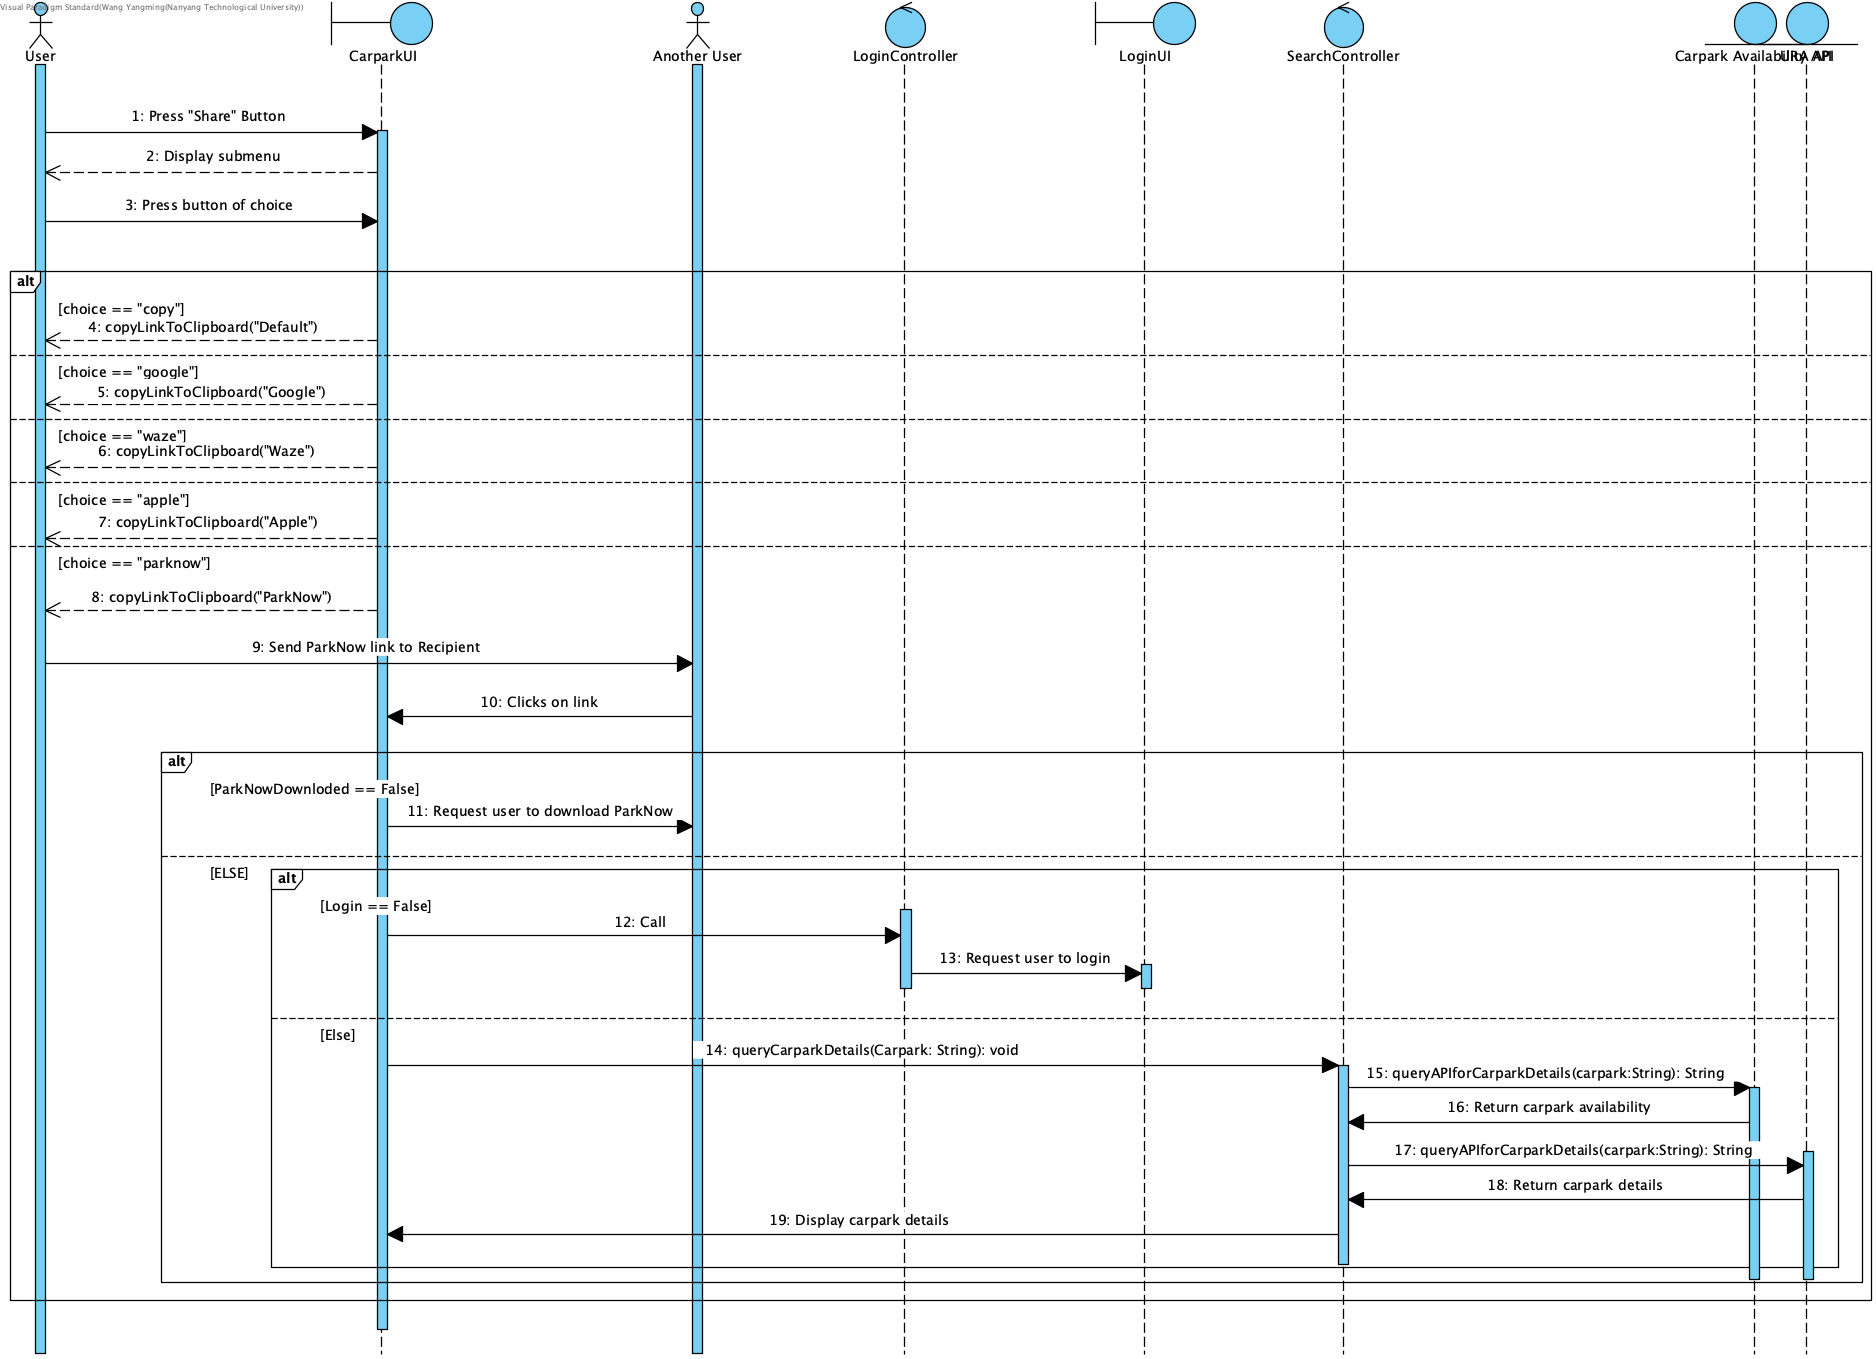 Visual Paradigm Standard(Wang Yangming(Nanyang Technological University))
User
CarparkUI
Another User
LoginController
LoginUI
SearchController
Carpark Availability API
URA API
1: Press "Share" Button
2: Display submenu
3: Press button of choice
alt
[choice == "copy"]
4: copyLinkToClipboard("Default")
[choice == "google"]
5: copyLinkToClipboard("Google")
[choice == "waze"]
6: copyLinkToClipboard("Waze")
[choice == "apple"]
7: copyLinkToClipboard("Apple")
[choice == "parknow"]
8: copyLinkToClipboard("ParkNow")
9: Send ParkNow link to Recipient
10: Clicks on link
alt
[ParkNowDownloded == False]
11: Request user to download ParkNow
[ELSE]
alt
[Login == False]
12: Call
13: Request user to login
[Else]
14: queryCarparkDetails(Carpark: String): void
15: queryAPIforCarparkDetails(carpark:String): String
16: Return carpark availability
17: queryAPIforCarparkDetails(carpark:String): String
18: Return carpark details
19: Display carpark details